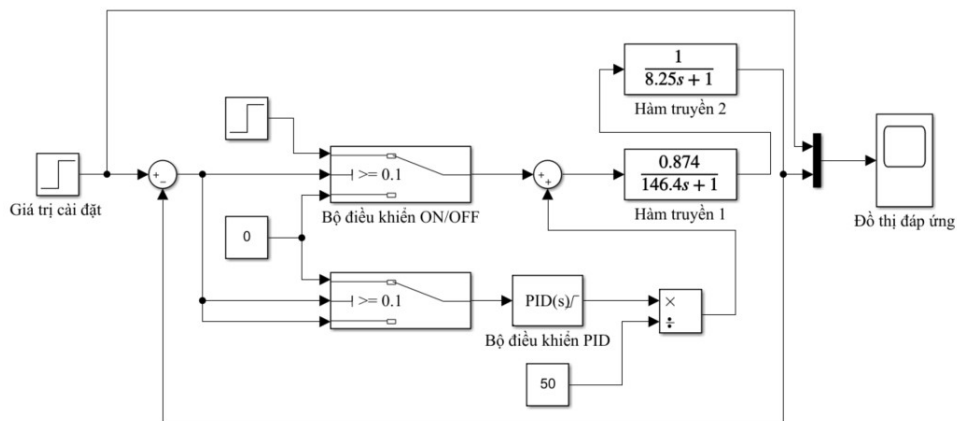 1
8.25s + 1
Hàm truyền 2
+
−
Giá trị cài đặt
>= 0.1
Bộ điều khiển ON/OFF
+
+
0.874
146.4s + 1
Hàm truyền 1
Đồ thị đáp ứng
0
>= 0.1
PID(s)
Bộ điều khiển PID
×
÷
50